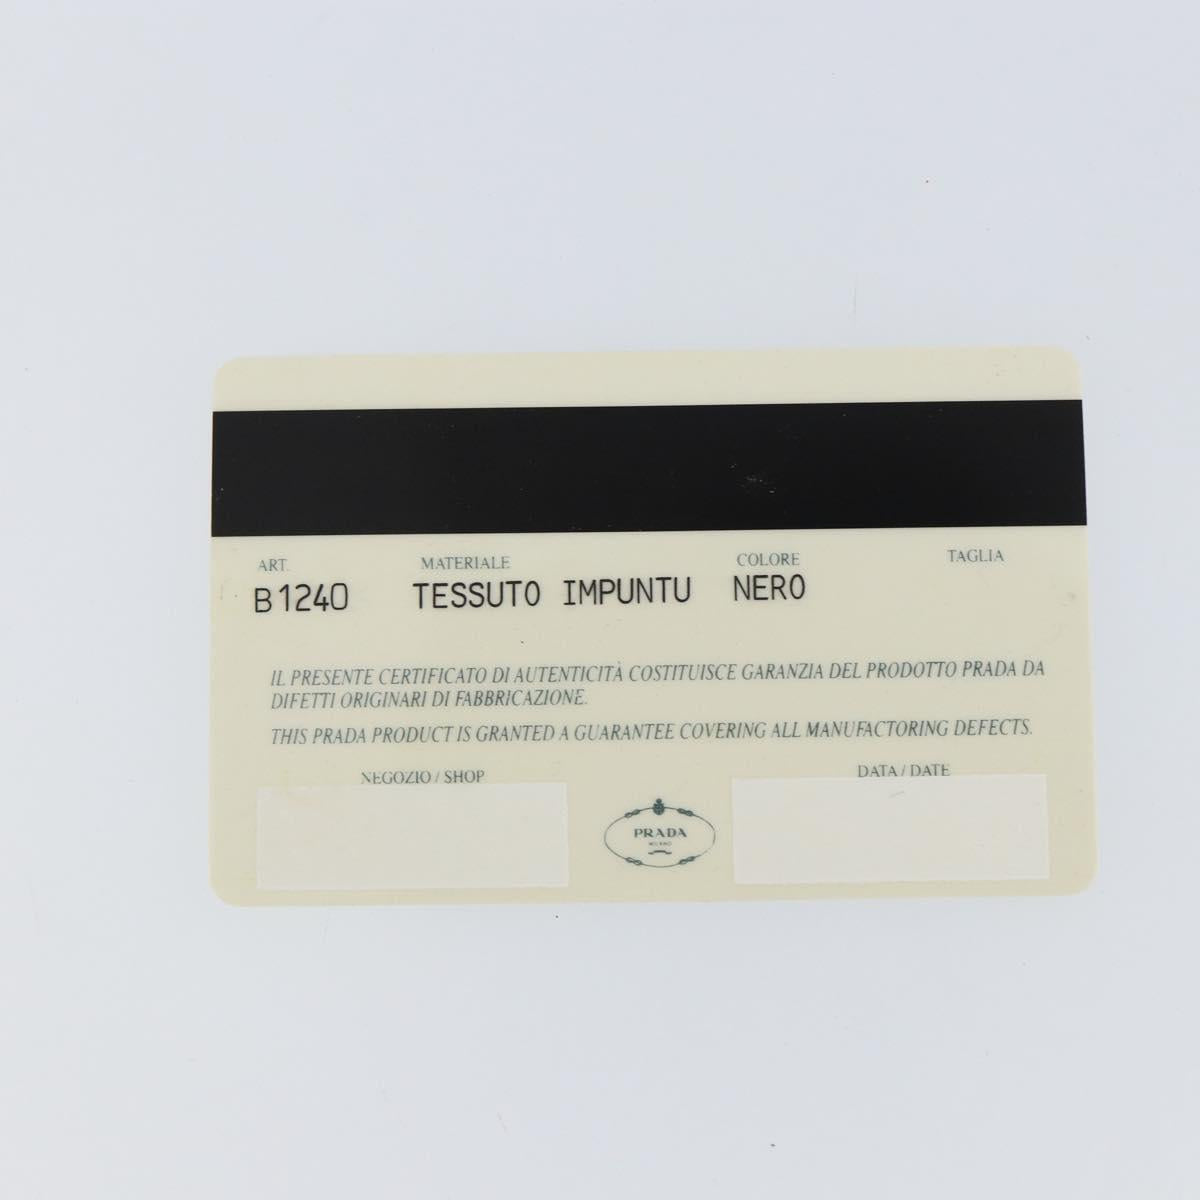 ART. MATERIALE COLORE TAGLIA
B1240 TESSUTO IMPUNTU NERO
IL PRESENTE CERTIFICATO DI AUTENTICITÀ COSTITUISCE GARANZIA DEL PRODOTTO PRADA DA
DIFETTI ORIGINARI DI FABBRICAZIONE.
THIS PRADA PRODUCT IS GRANTED A GUARANTEE COVERING ALL MANUFACTORING DEFECTS.
NEGOZIO / SHOP DATA / DATE
PRADA
MILANO